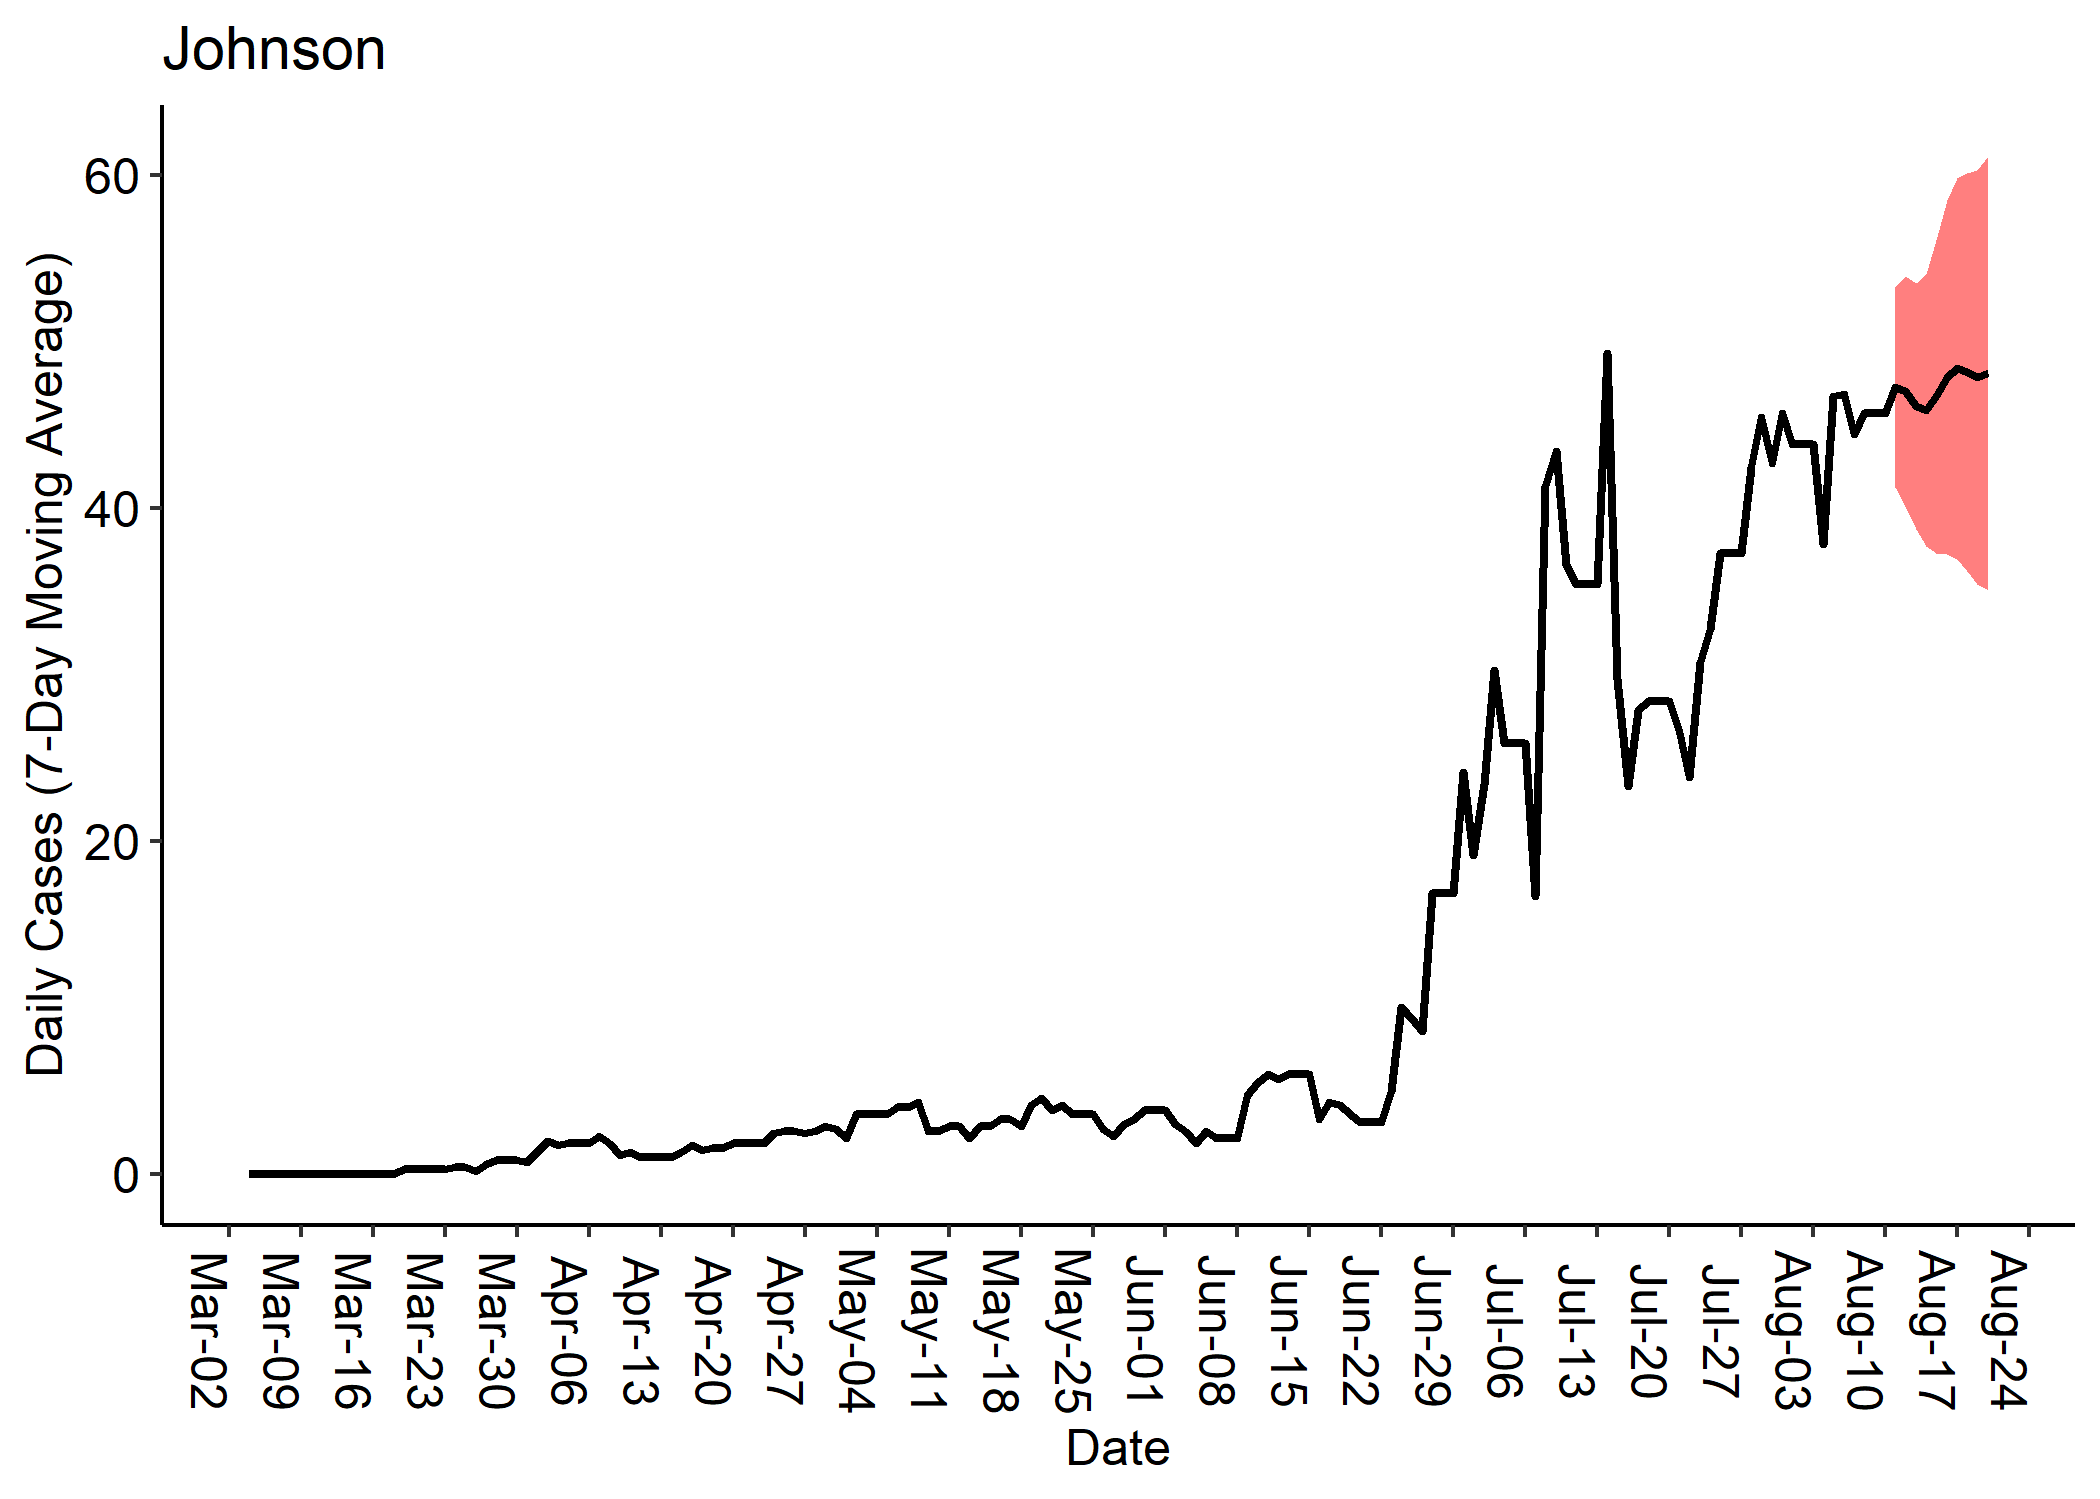 Johnson
Daily Cases (7-Day Moving Average)
60
40
20
0
Mar-02
Mar-09
Mar-16
Mar-23
Mar-30
Apr-06
Apr-13
Apr-20
Apr-27
May-04
May-11
May-18
May-25
Jun-01
Jun-08
Jun-15
Jun-22
Jun-29
Jul-06
Jul-13
Jul-20
Jul-27
Aug-03
Aug-10
Aug-17
Aug-24
Date